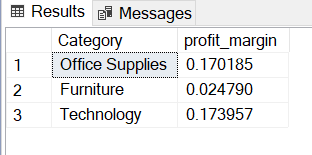 Results Messages
Category profit_margin
1 Office Supplies 0.170185
2 Furniture 0.024790
3 Technology 0.173957